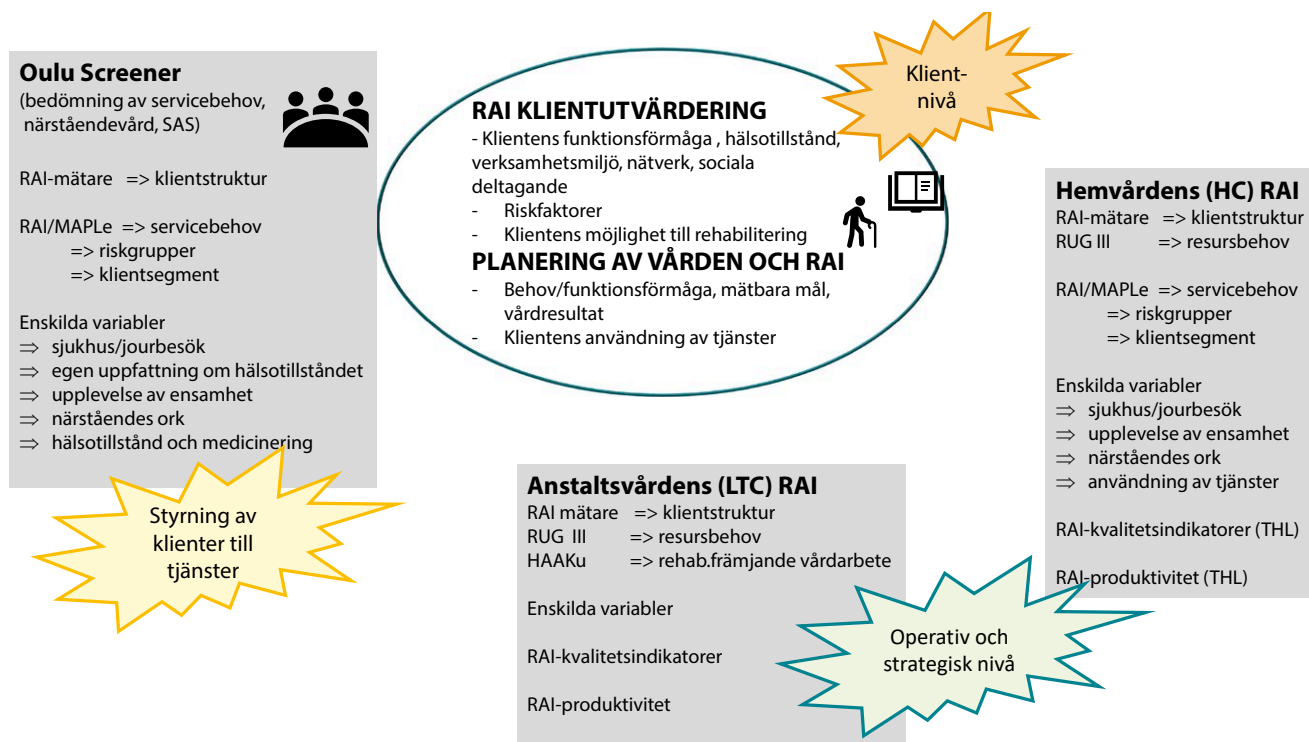 Oulu Screener
(bedömning av servicebehov,
närståendevård, SAS)
RAI-mätare => klientstruktur
RAI/MAPLe => servicebehov
=> riskgrupper
=> klientsegment
Enskilda variabler
⇒ sjukhus/jourbesök
⇒ egen uppfattning om hälsotillståndet
⇒ upplevelse av ensamhet
⇒ närståendes ork
⇒ hälsotillstånd och medicinering
Styrning av
klienter till
tjänster
RAI KLIENTUTVÄRDERING
- Klientens funktionsförmåga , hälsotillstånd,
verksamhetsmiljö, nätverk, sociala
deltagande
- Riskfaktorer
- Klientens möjlighet till rehabilitering
PLANERING AV VÅRDEN OCH RAI
- Behov/funktionsförmåga, mätbara mål,
vårdresultat
- Klientens användning av tjänster
Klient-
nivå
Anstaltsvårdens (LTC) RAI
RAI mätare => klientstruktur
RUG III => resursbehov
HAAKu => rehab.främjande vårdarbete
Enskilda variabler
RAI-kvalitetsindikatorer
RAI-produktivitet
Operativ och
strategisk nivå
Hemvårdens (HC) RAI
RAI-mätare => klientstruktur
RUG III => resursbehov
RAI/MAPLe => servicebehov
=> riskgrupper
=> klientsegment
Enskilda variabler
⇒ sjukhus/jourbesök
⇒ upplevelse av ensamhet
⇒ närståendes ork
⇒ användning av tjänster
RAI-kvalitetsindikatorer (THL)
RAI-produktivitet (THL)